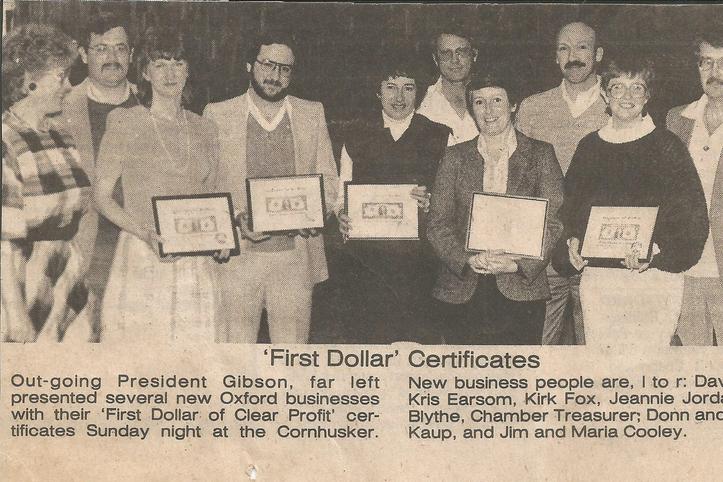 'First Dollar' Certificates
Out-going President Gibson, far left
presented several new Oxford businesses
with their 'First Dollar of Clear Profit' cer-
tificates Sunday night at the Cornhusker.
New business people are, l to r: Dav
Kris Earsom, Kirk Fox, Jeannie Jorda
Blythe, Chamber Treasurer; Donn and
Kaup, and Jim and Maria Cooley.